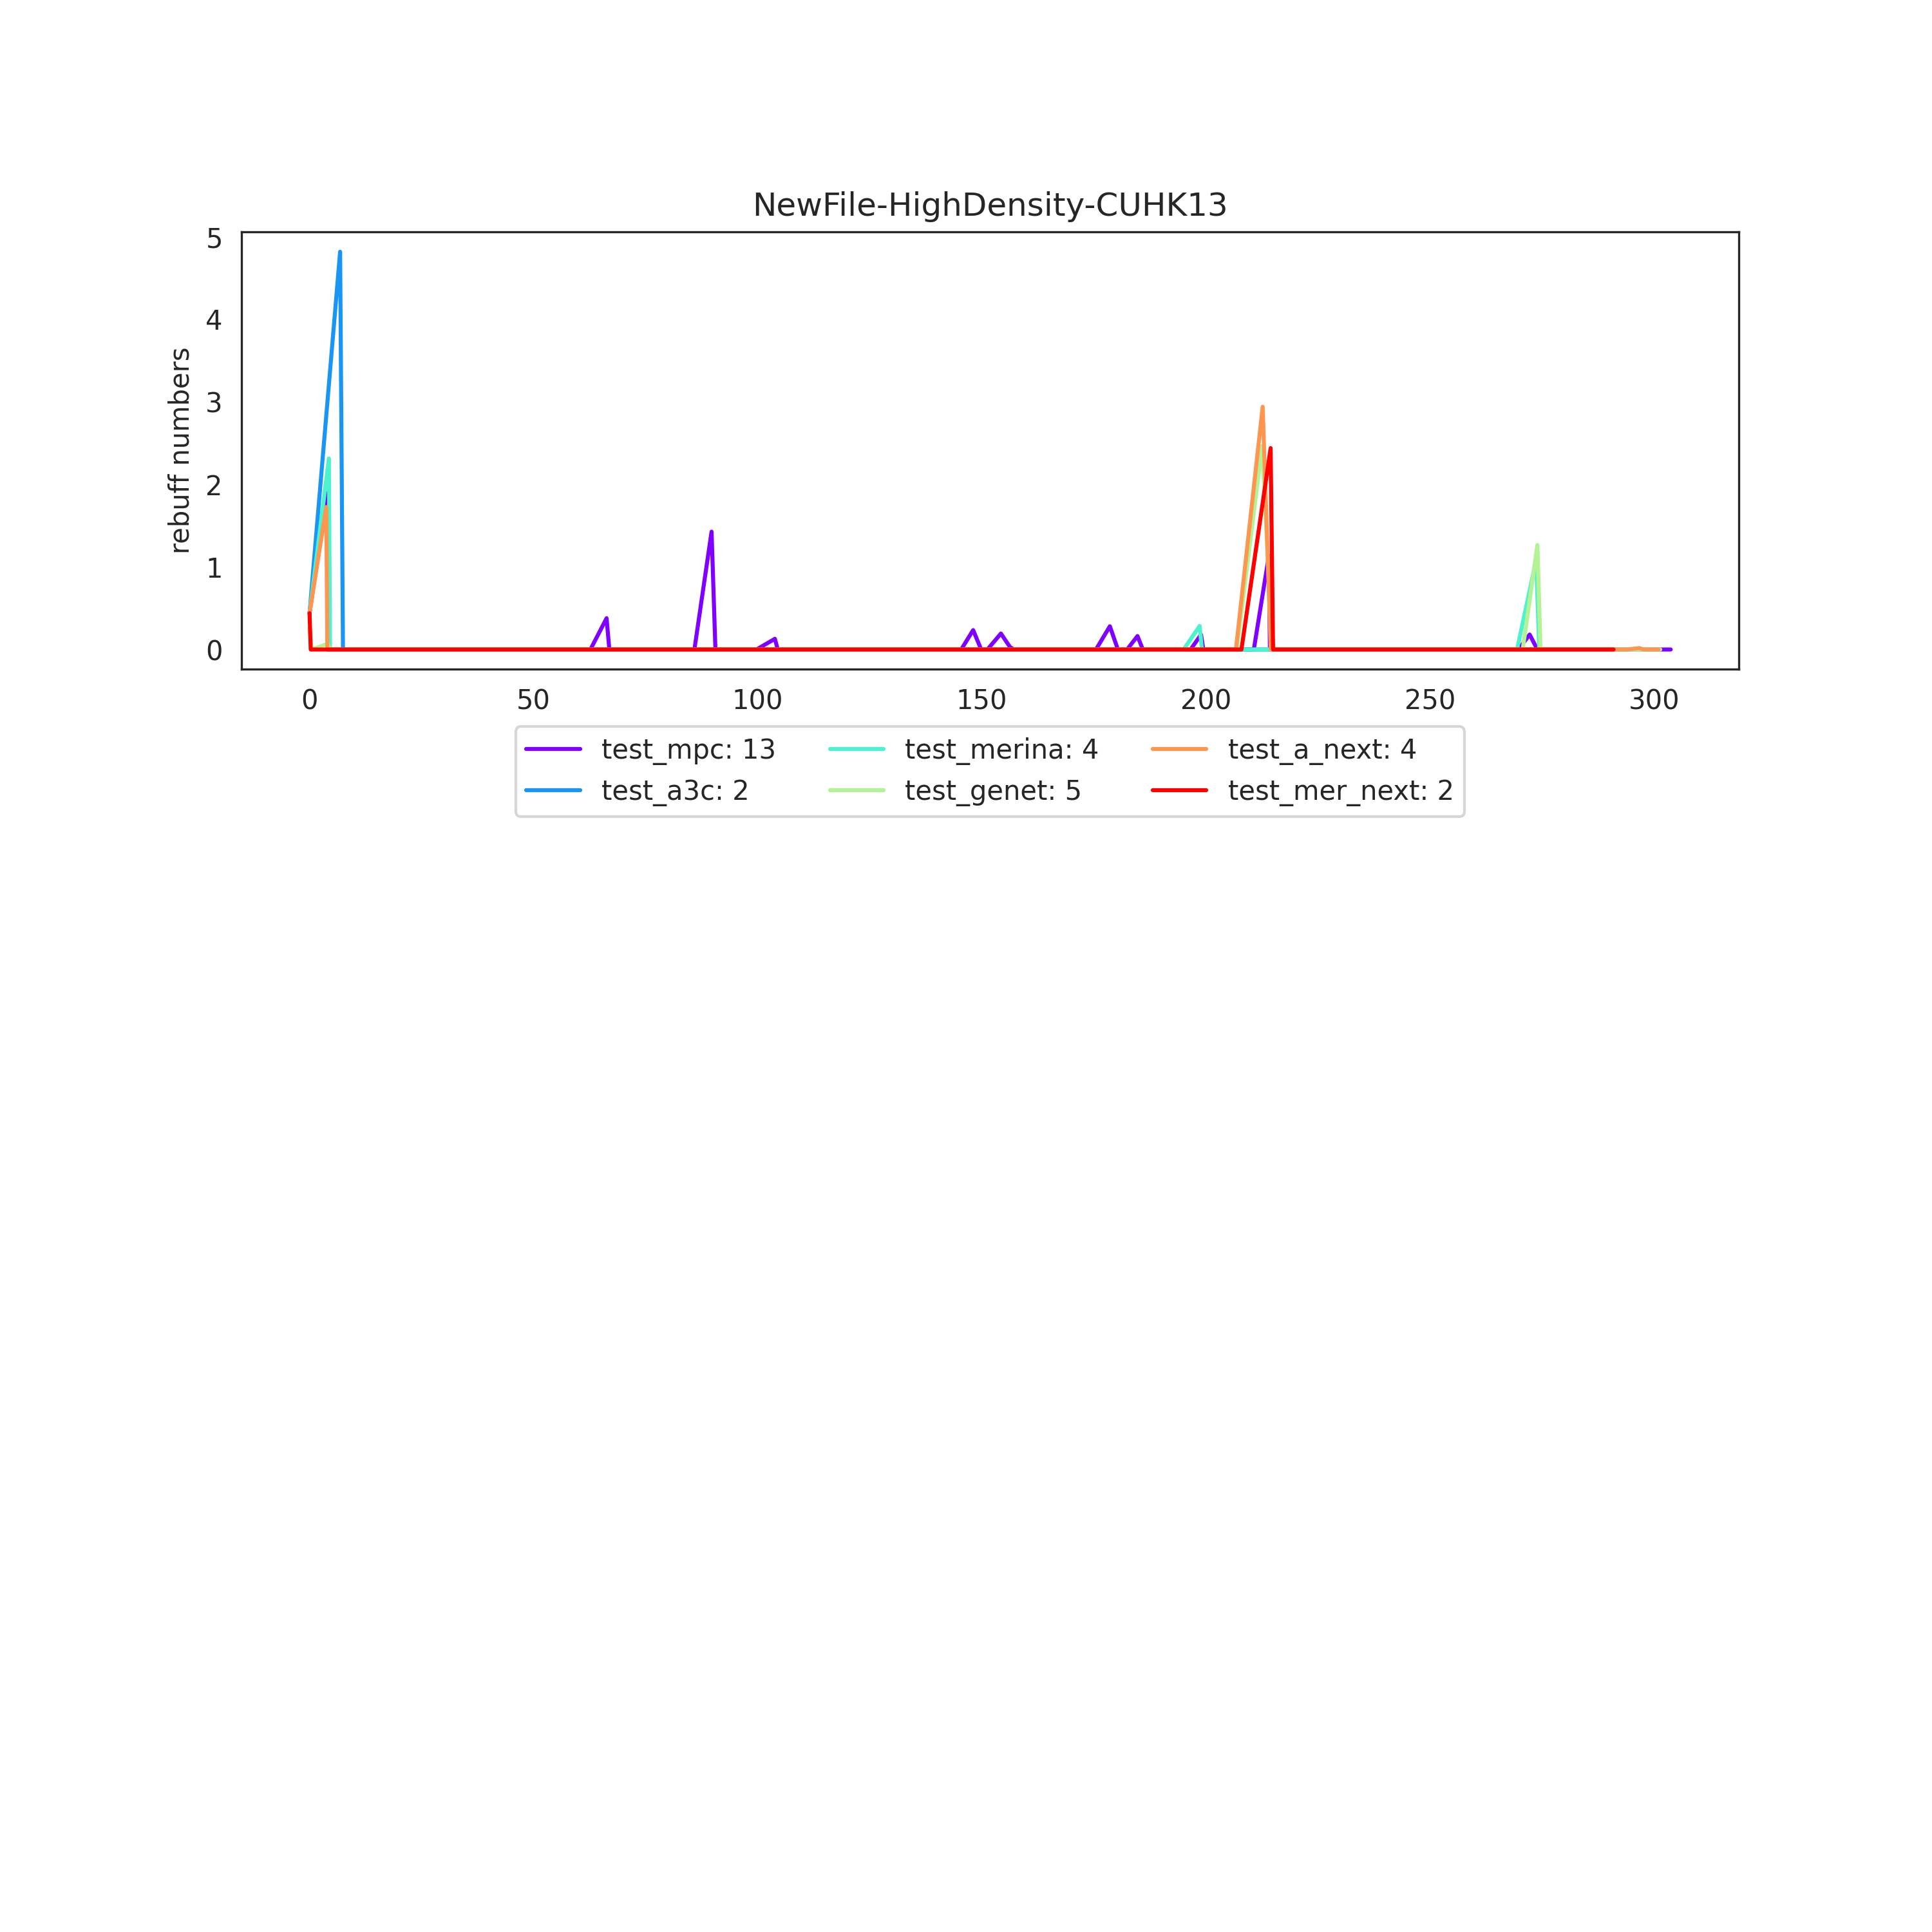 NewFile-HighDensity-CUHK13
5
4
3
2
1
0
rebuff numbers
0 50 100 150 200 250 300
test_mpc: 13 test_merina: 4 test_a_next: 4
test_a3c: 2 test_genet: 5 test_mer_next: 2